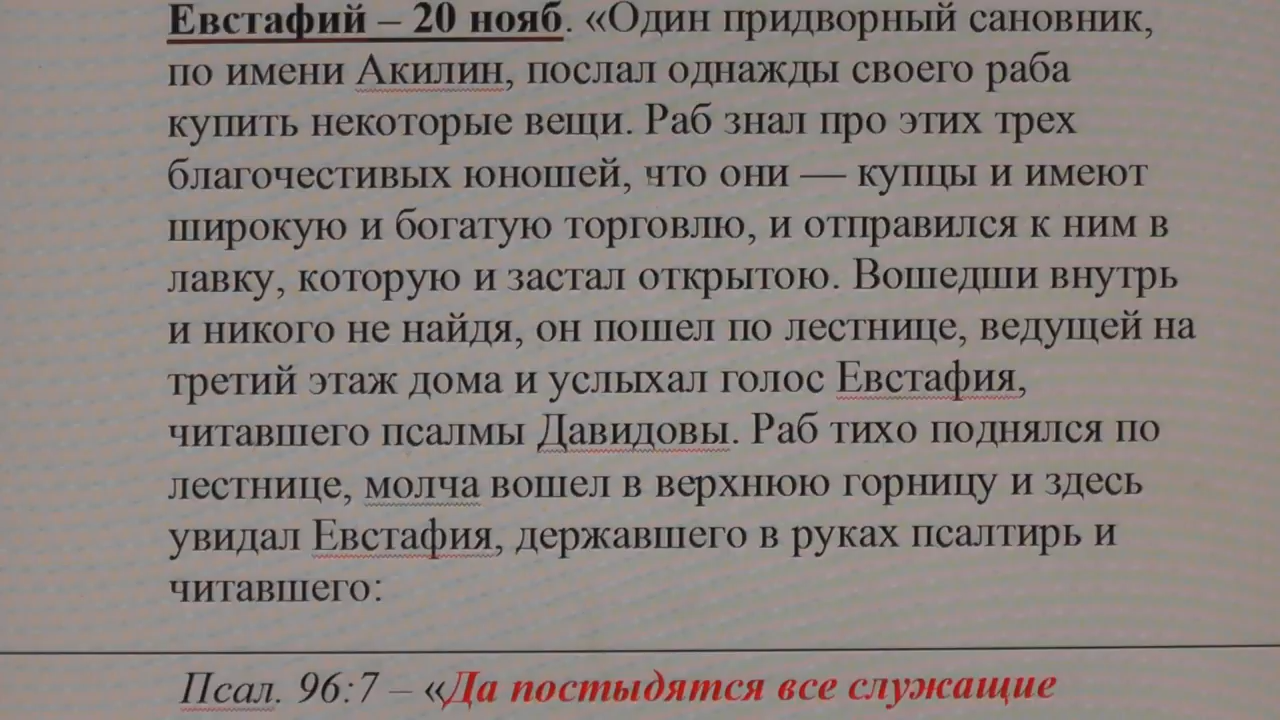 Евстафий – 20 нояб. «Один придворный сановник,
по имени Акилин, послал однажды своего раба
купить некоторые вещи. Раб знал про этих трех
благочестивых юношей, что они — купцы и имеют
широкую и богатую торговлю, и отправился к ним в
лавку, которую и застал открытою. Вошедши внутрь
и никого не найдя, он пошел по лестнице, ведущей на
третий этаж дома и услыхал голос Евстафия,
читавшего псалмы Давидовы. Раб тихо поднялся по
лестнице, молча вошел в верхнюю горницу и здесь
увидал Евстафия, державшего в руках псалтирь и
читавшего:
Псал. 96:7 – «Да постыдятся все служащие